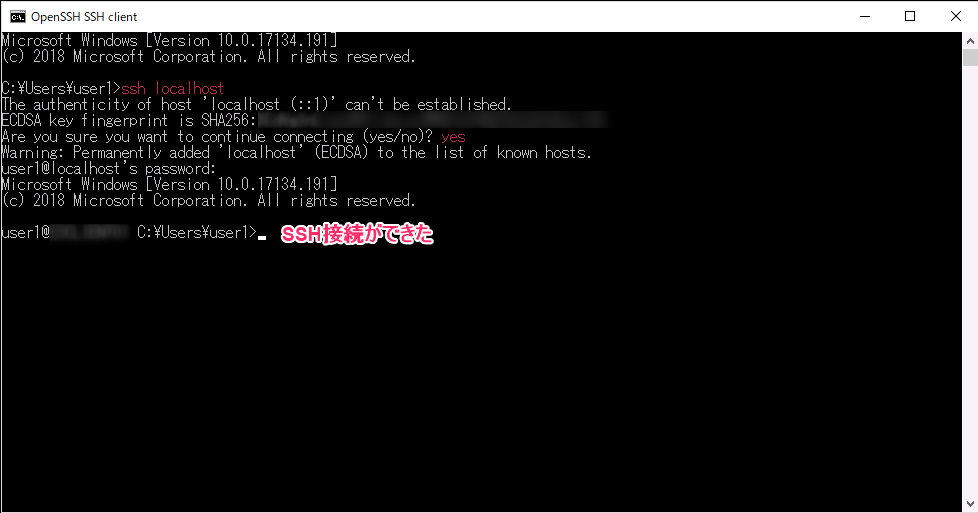 OpenSSH SSH client
Microsoft Windows [Version 10.0.17134.191]
(c) 2018 Microsoft Corporation. All rights reserved.
C:¥Users¥user1>ssh localhost
The authenticity of host 'localhost (::1)' can't be established.
ECDSA key fingerprint is SHA256:
Are you sure you want to continue connecting (yes/no)? yes
Warning: Permanently added 'localhost' (ECDSA) to the list of known hosts.
user1@localhost's password:
Microsoft Windows [Version 10.0.17134.191]
(c) 2018 Microsoft Corporation. All rights reserved.
user1@ C:¥Users¥user1> SSH接続ができた